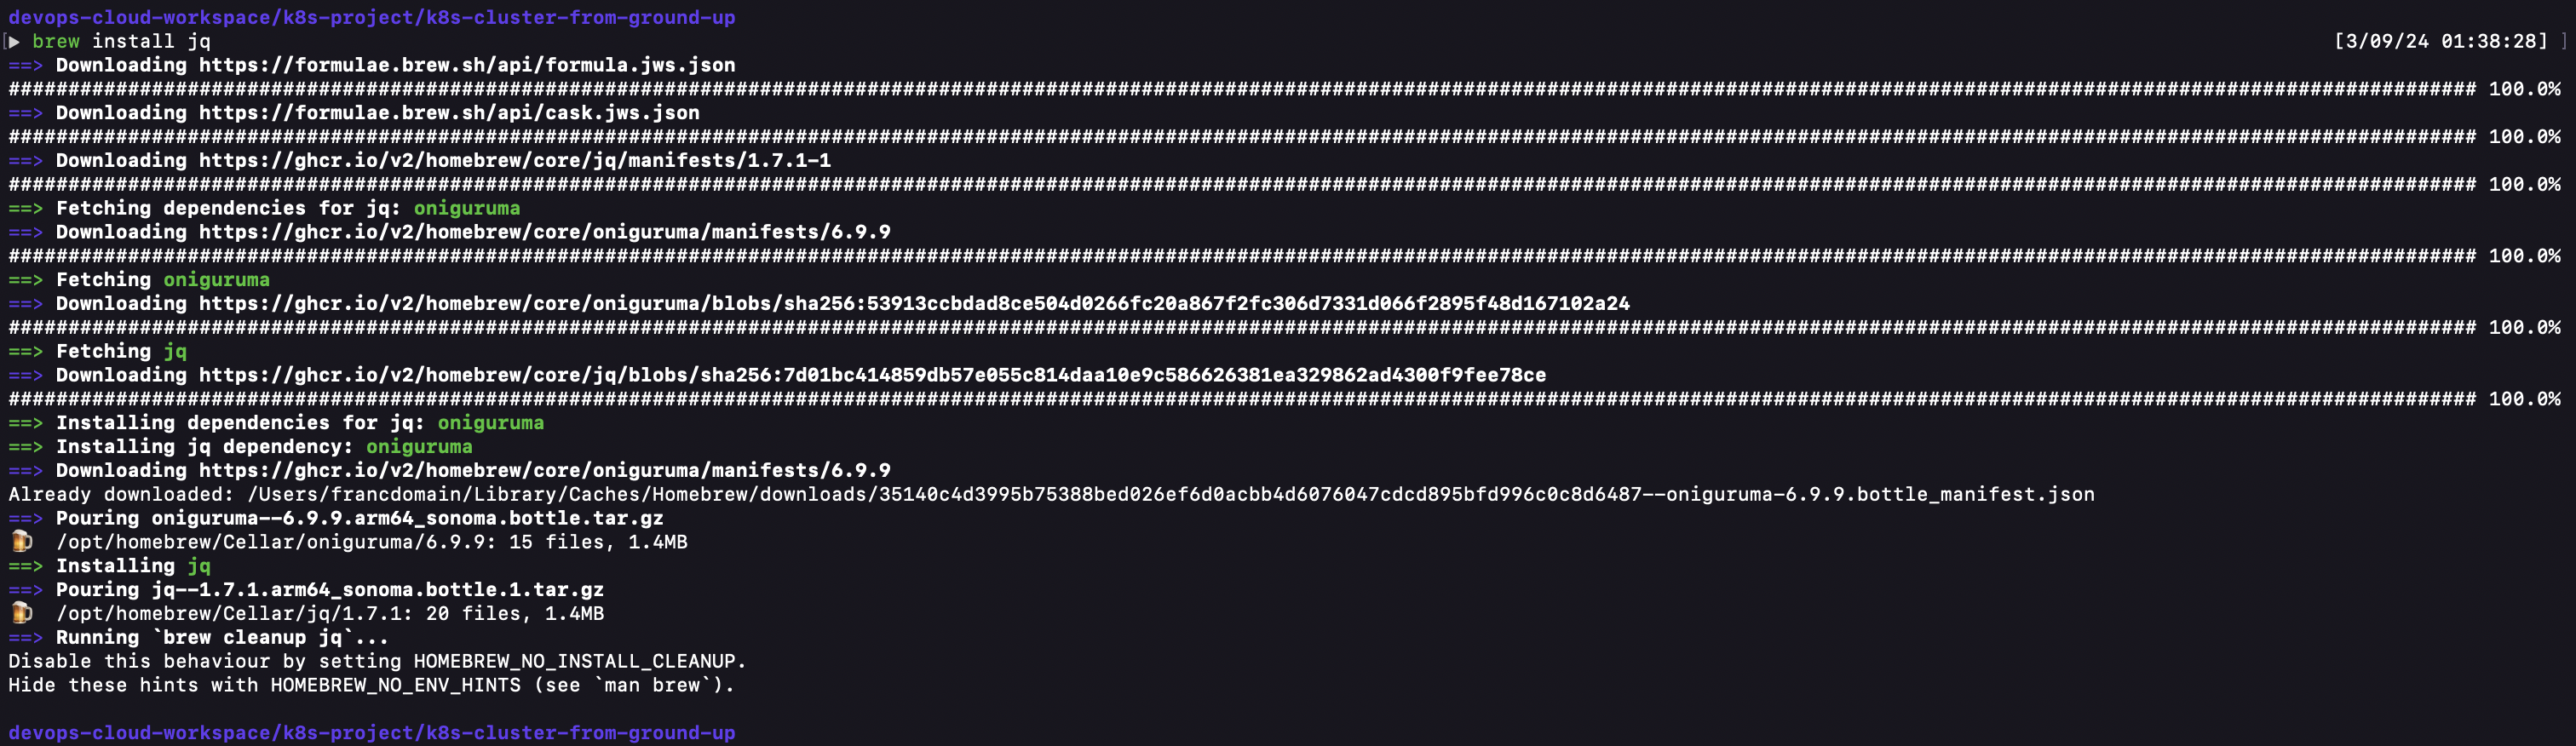 devops-cloud-workspace/k8s-project/k8s-cluster-from-ground-up
[▶ brew install jq [3/09/24 01:38:28] ]
==> Downloading https://formulae.brew.sh/api/formula.jws.json
################################################################################ 100.0%
==> Downloading https://formulae.brew.sh/api/cask.jws.json
################################################################################ 100.0%
==> Downloading https://ghcr.io/v2/homebrew/core/jq/manifests/1.7.1-1
################################################################################ 100.0%
==> Fetching dependencies for jq: oniguruma
==> Downloading https://ghcr.io/v2/homebrew/core/oniguruma/manifests/6.9.9
################################################################################ 100.0%
==> Fetching oniguruma
==> Downloading https://ghcr.io/v2/homebrew/core/oniguruma/blobs/sha256:53913ccbdad8ce504d0266fc20a867f2fc306d7331d066f2895f48d167102a24
################################################################################ 100.0%
==> Fetching jq
==> Downloading https://ghcr.io/v2/homebrew/core/jq/blobs/sha256:7d01bc414859db57e055c814daa10e9c586626381ea329862ad4300f9fee78ce
################################################################################ 100.0%
==> Installing dependencies for jq: oniguruma
==> Installing jq dependency: oniguruma
==> Downloading https://ghcr.io/v2/homebrew/core/oniguruma/manifests/6.9.9
Already downloaded: /Users/francdomain/Library/Caches/Homebrew/downloads/35140c4d3995b75388bed026ef6d0acbb4d6076047cdcd895bfd996c0c8d6487--oniguruma-6.9.9.bottle_manifest.json
==> Pouring oniguruma--6.9.9.arm64_sonoma.bottle.tar.gz
🍺 /opt/homebrew/Cellar/oniguruma/6.9.9: 15 files, 1.4MB
==> Installing jq
==> Pouring jq--1.7.1.arm64_sonoma.bottle.1.tar.gz
🍺 /opt/homebrew/Cellar/jq/1.7.1: 20 files, 1.4MB
==> Running `brew cleanup jq`...
Disable this behaviour by setting HOMEBREW_NO_INSTALL_CLEANUP.
Hide these hints with HOMEBREW_NO_ENV_HINTS (see `man brew`).
devops-cloud-workspace/k8s-project/k8s-cluster-from-ground-up